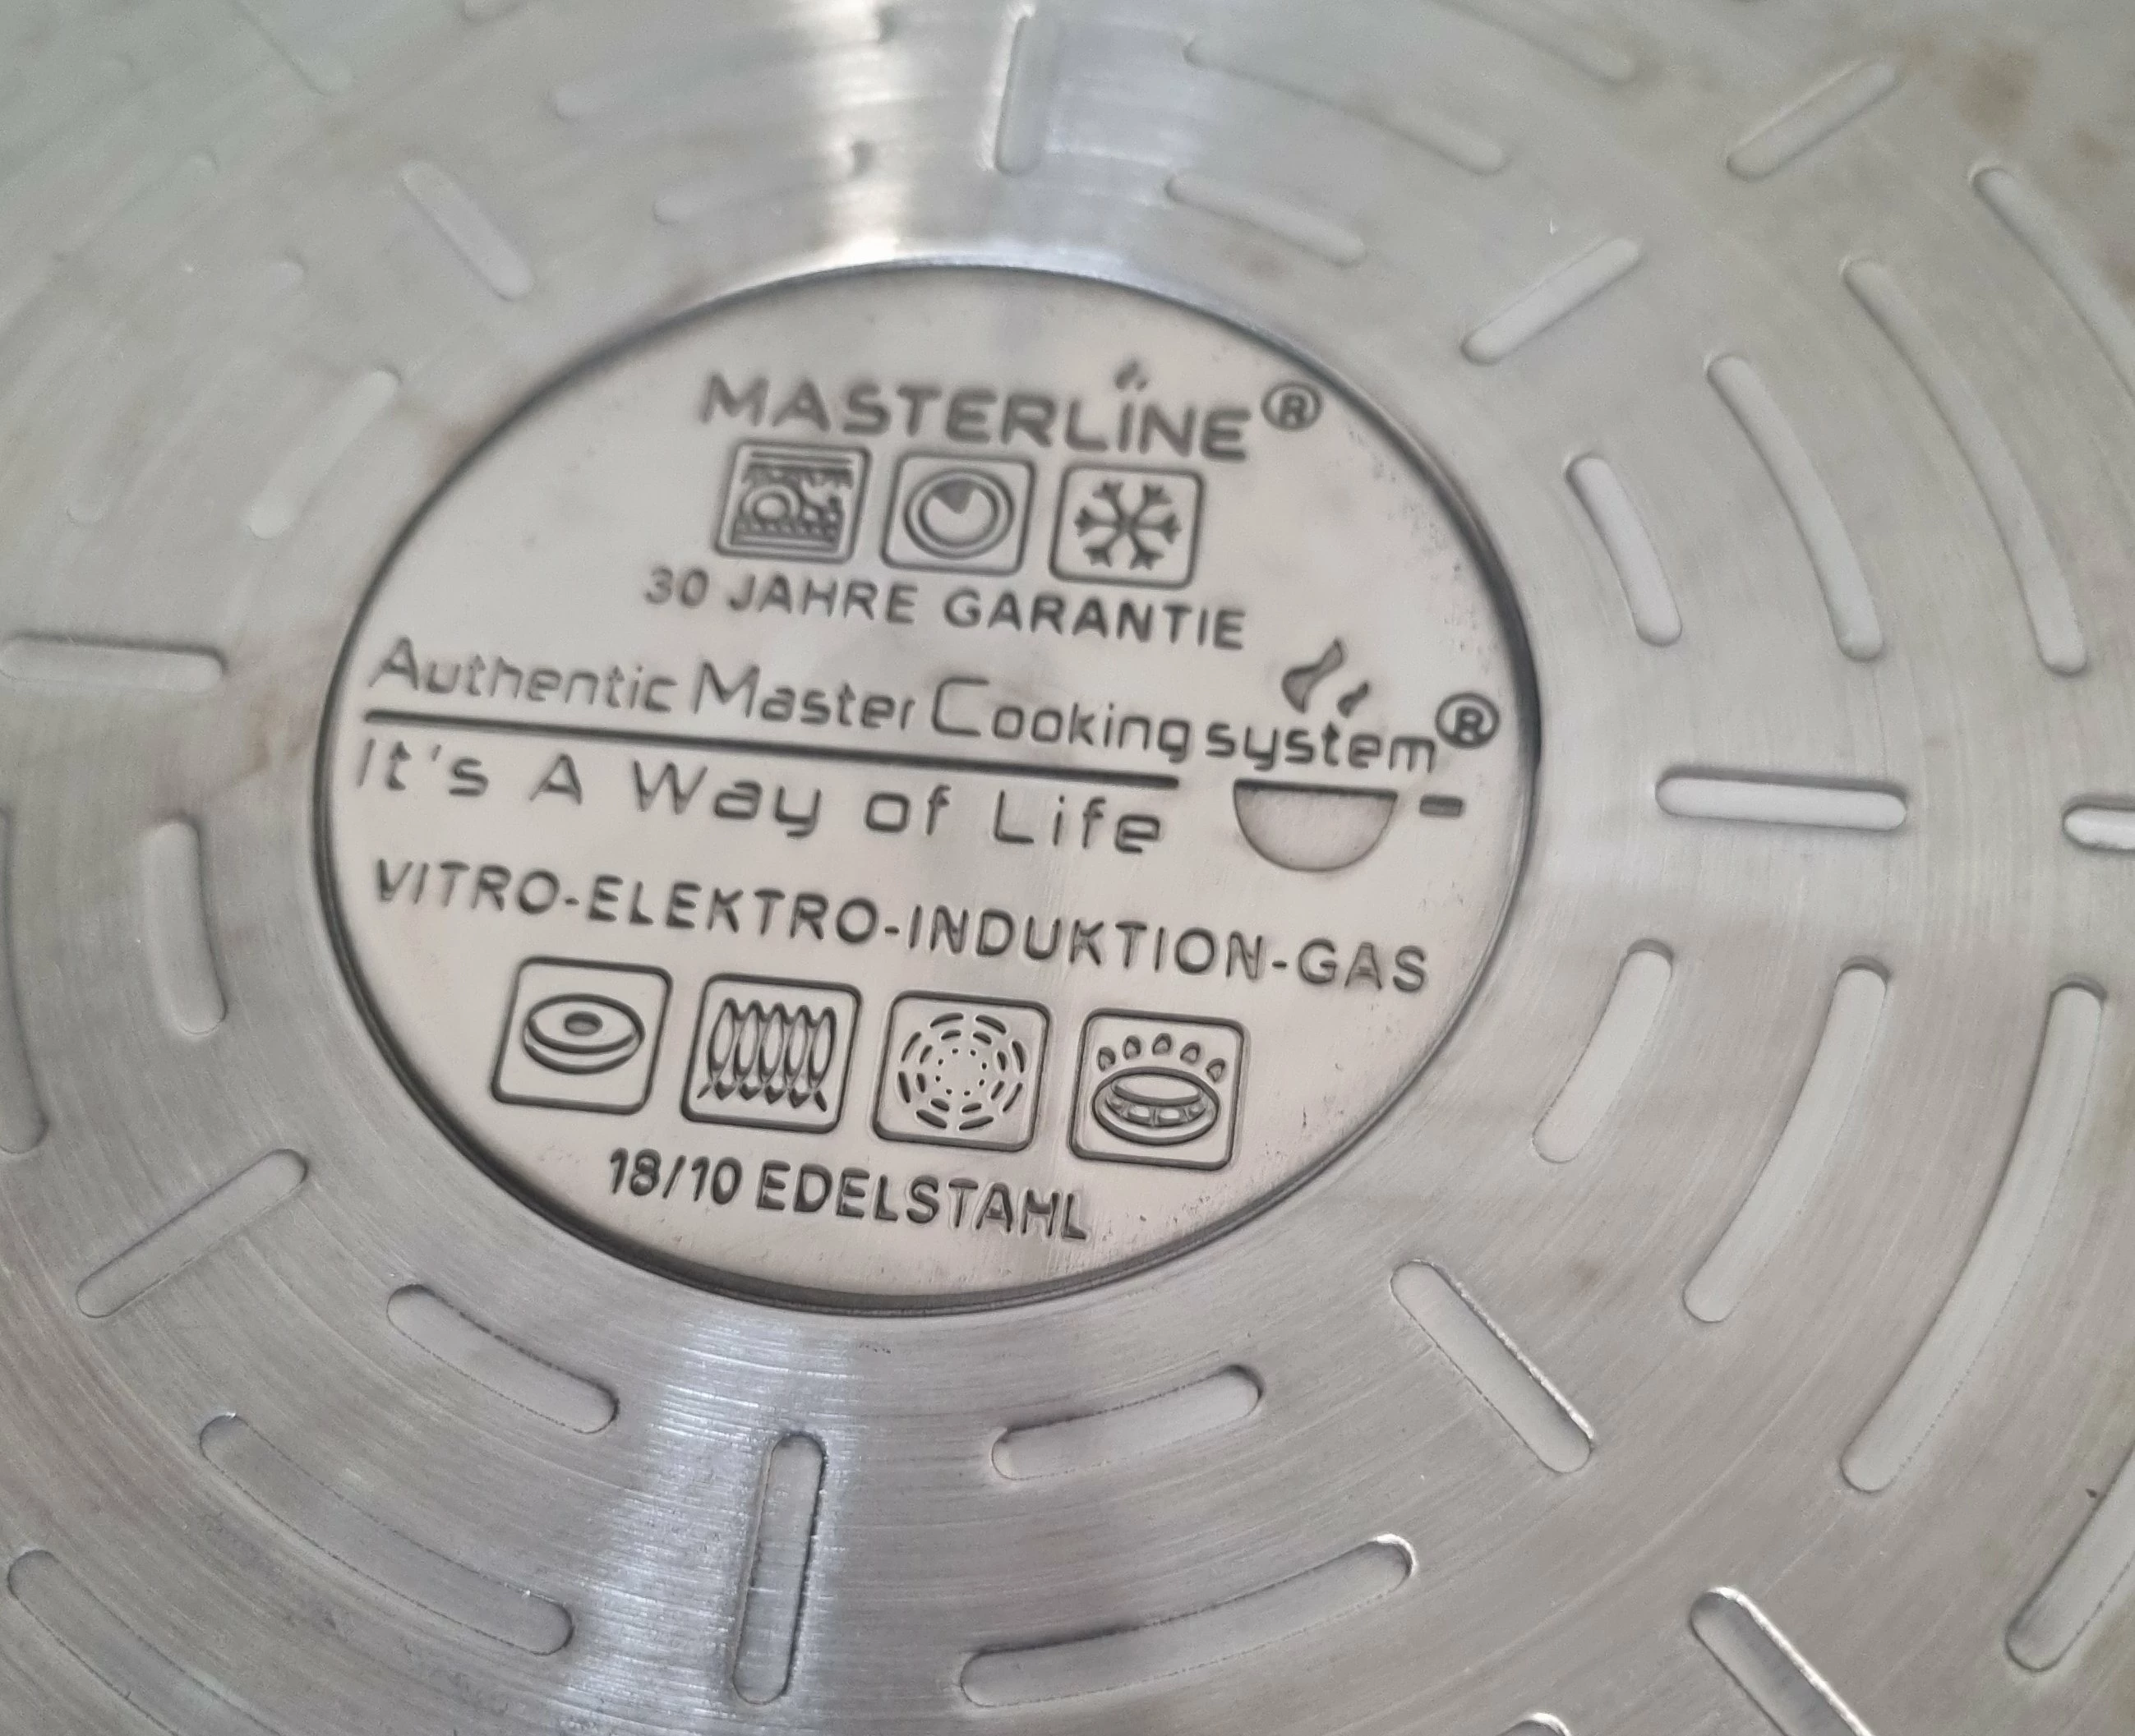 MASTERLINE®
30 JAHRE GARANTIE
Authentic Master Cooking system®
It's A Way of Life
VITRO-ELEKTRO-INDUKTION-GAS
18/10 EDELSTAHL